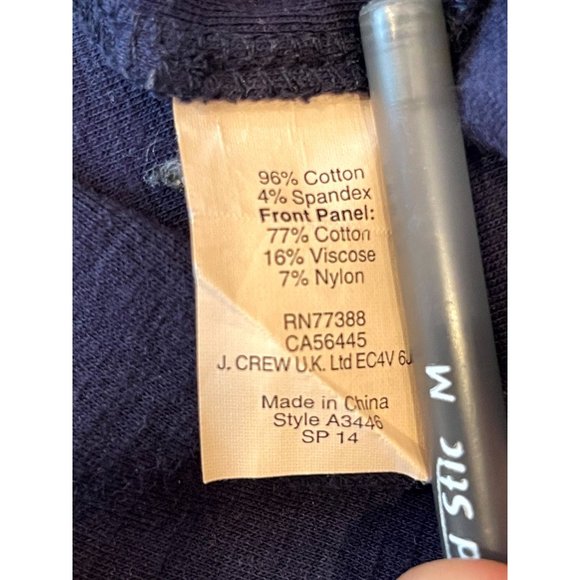 96% Cotton
4% Spandex
Front Panel:
77% Cotton
16% Viscose
7% Nylon
RN77388
CA56445
J. CREW U.K. Ltd EC4V 6J
Made in China
Style A3446
SP 14
d Stic M